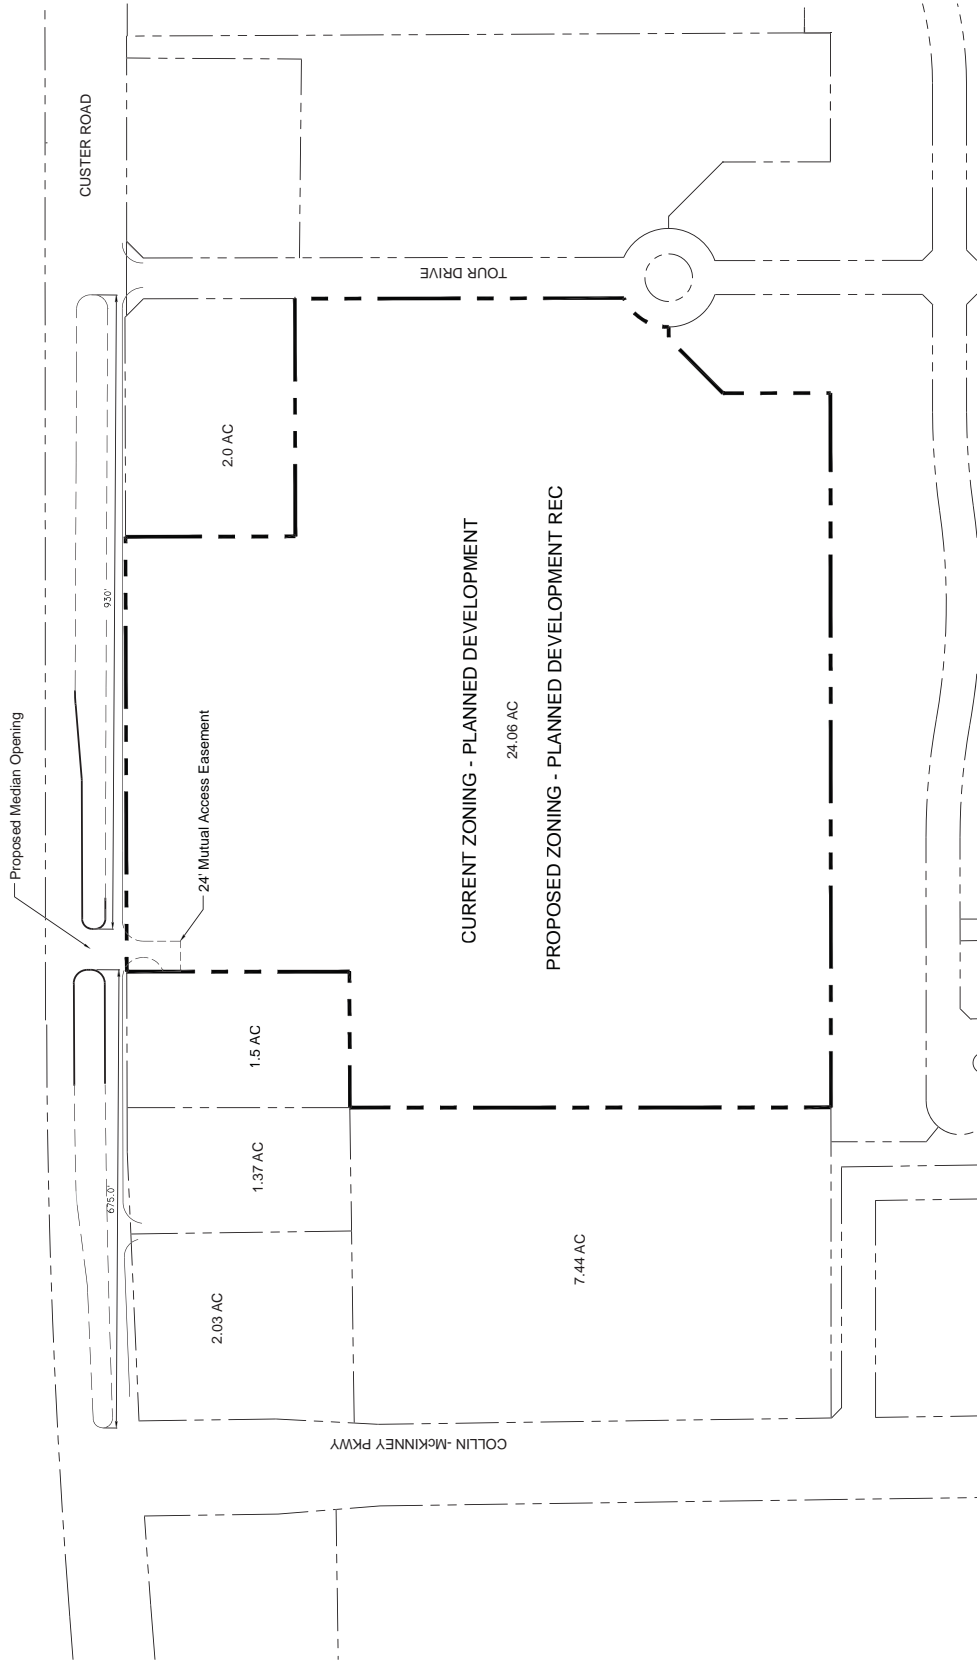 CUSTER ROAD
Proposed Median Opening
930'
675.0'
24' Mutual Access Easement
TOUR DRIVE
2.0 AC
CURRENT ZONING - PLANNED DEVELOPMENT
24.06 AC
PROPOSED ZONING - PLANNED DEVELOPMENT REC
1.5 AC
1.37 AC
2.03 AC
7.44 AC
COLLIN -McKINNEY PKWY